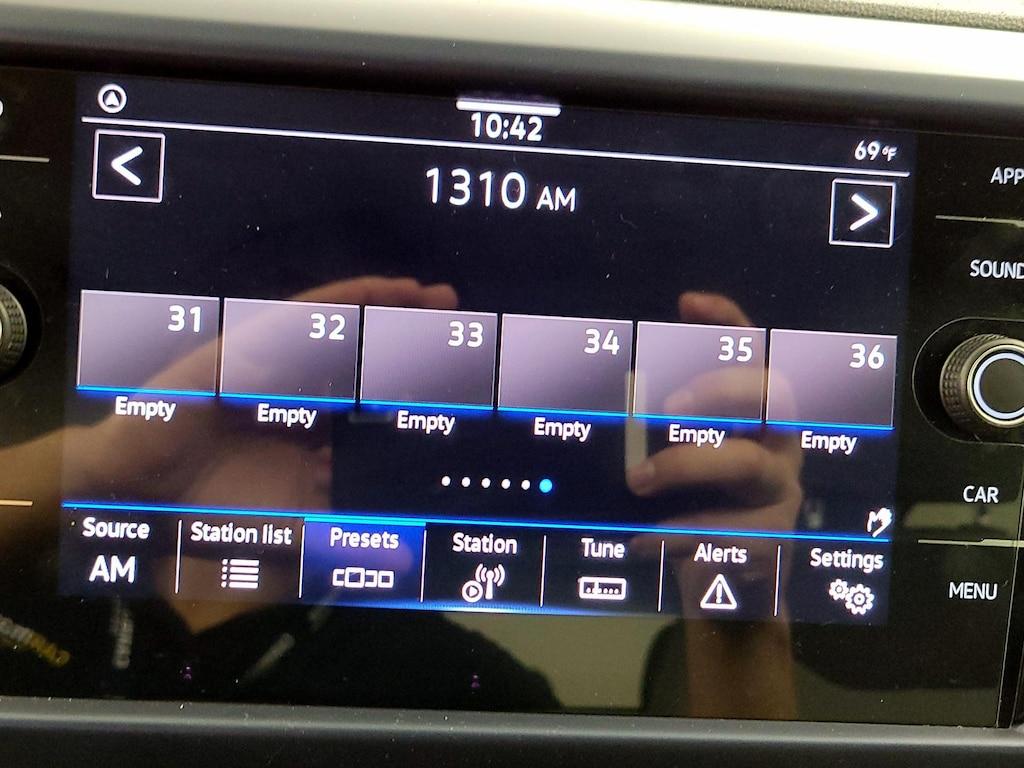 10:42
69°F
1310 AM
31 32 33 34 35 36
Empty Empty Empty Empty Empty Empty
Source Station list Presets Station Tune Alerts Settings
AM
SOUND
CAR
MENU